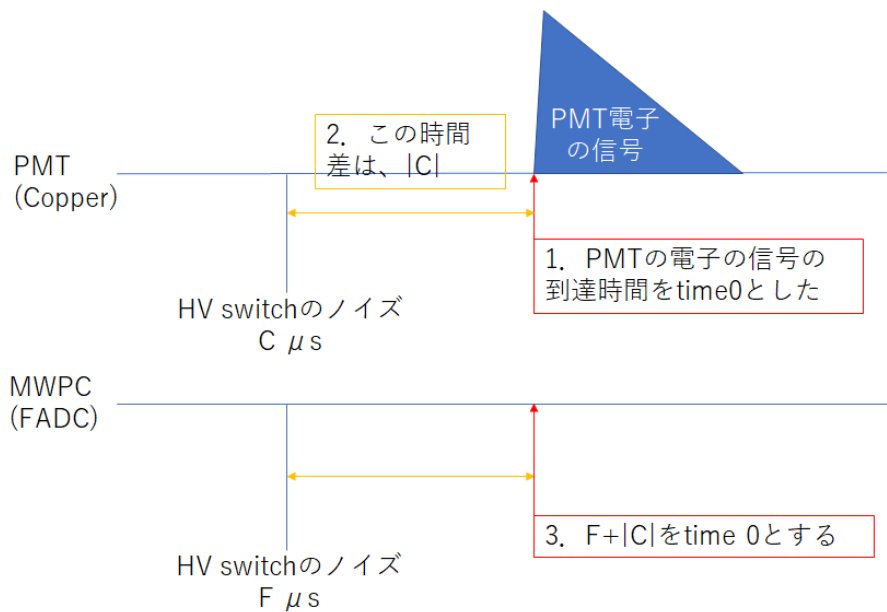 PMT電子
の信号
2．この時間
差は、|C|
PMT
(Copper)
1．PMTの電子の信号の
到達時間をtime0とした
HV switchのノイズ
C μs
MWPC
(FADC)
3．F+|C|をtime 0とする
HV switchのノイズ
F μs